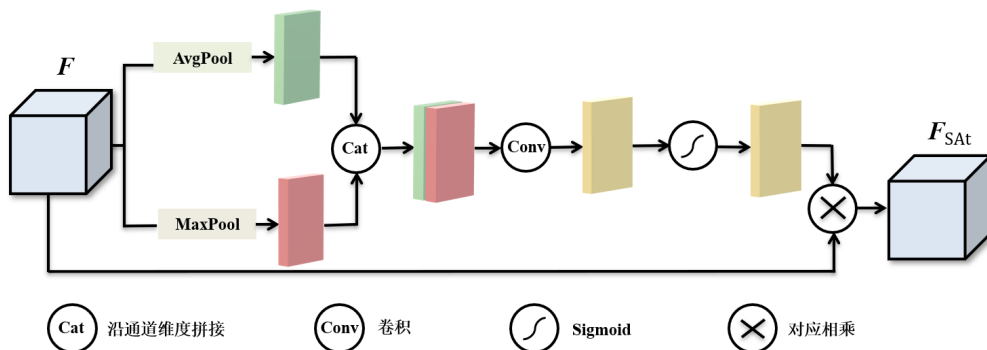 AvgPool
F
Cat
Conv
F_SAt
MaxPool
Cat 沿通道维度拼接
Conv 卷积
Sigmoid
对应相乘